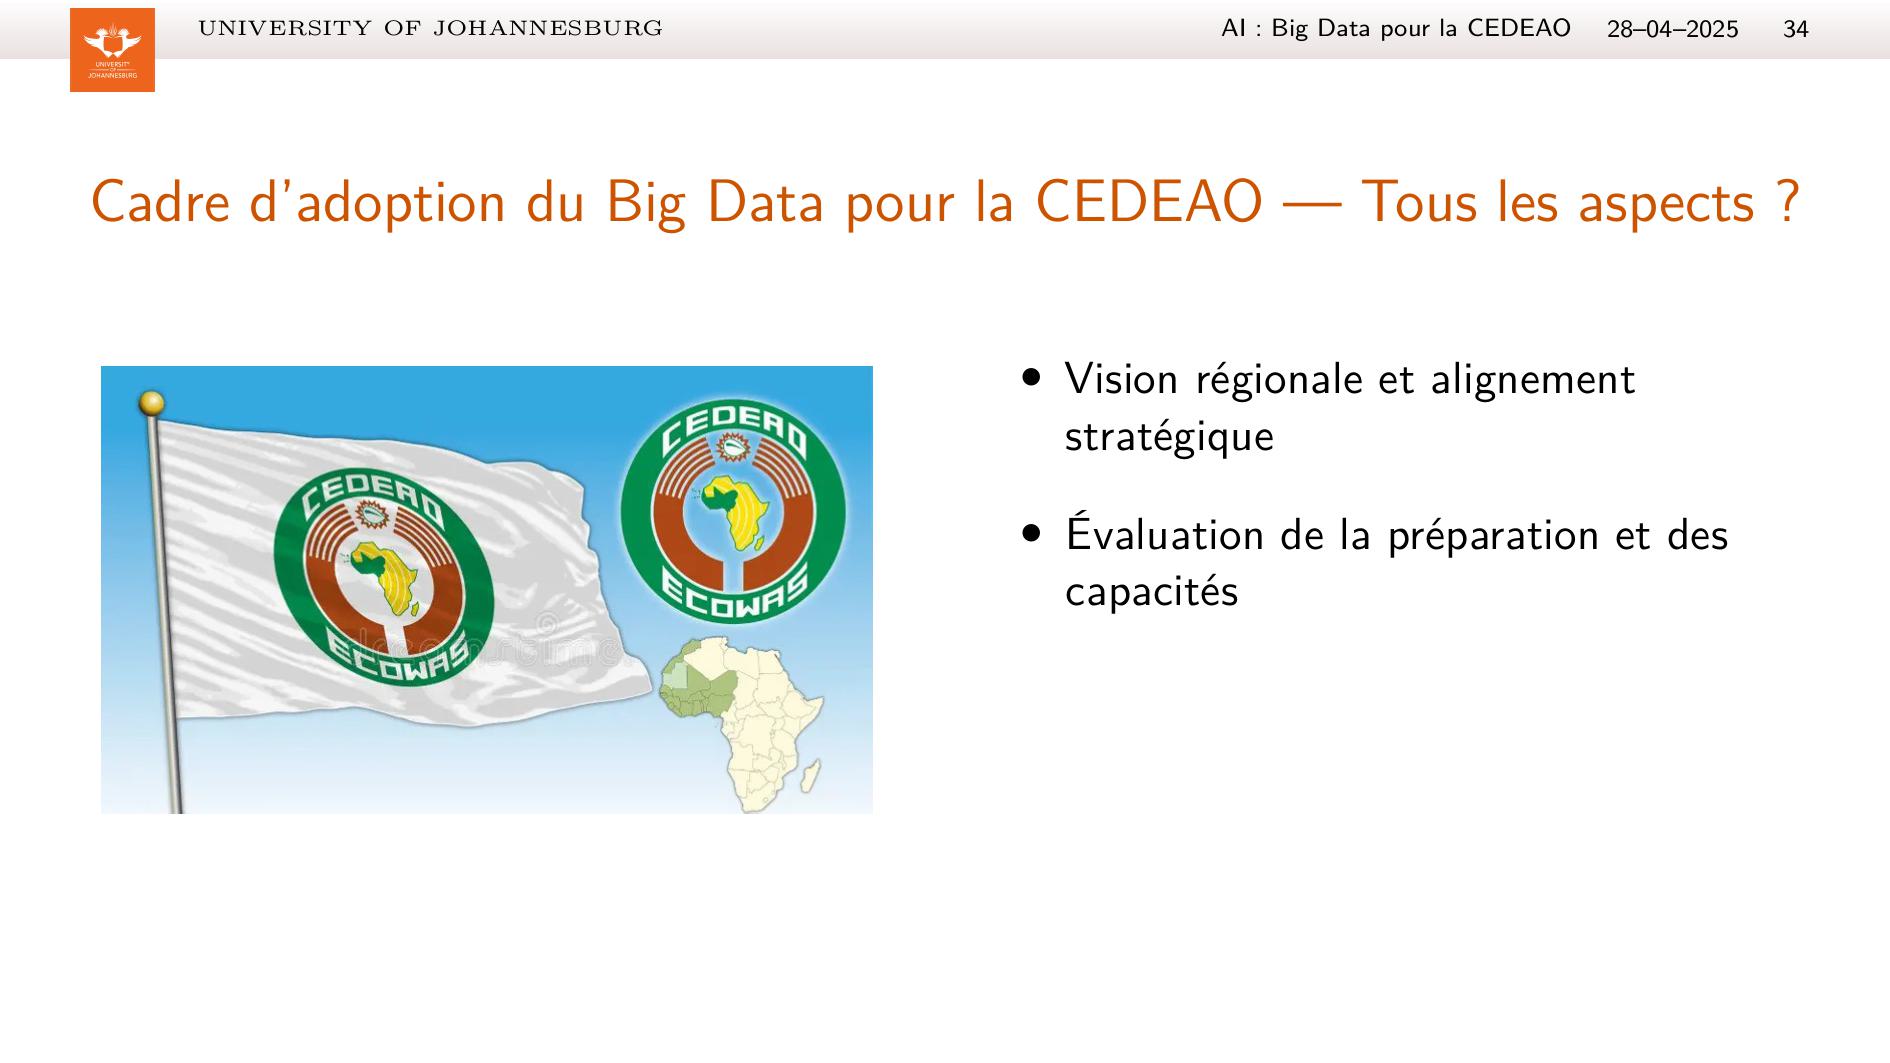 UNIVERSITY OF JOHANNESBURG
AI : Big Data pour la CEDEAO 28–04–2025 34
UNIVERSITY
OF
JOHANNESBURG
Cadre d'adoption du Big Data pour la CEDEAO — Tous les aspects ?
CEDEAO
ECOWAS
CEDEAO
ECOWAS
dreamstime
• Vision régionale et alignement
stratégique
• Évaluation de la préparation et des
capacités